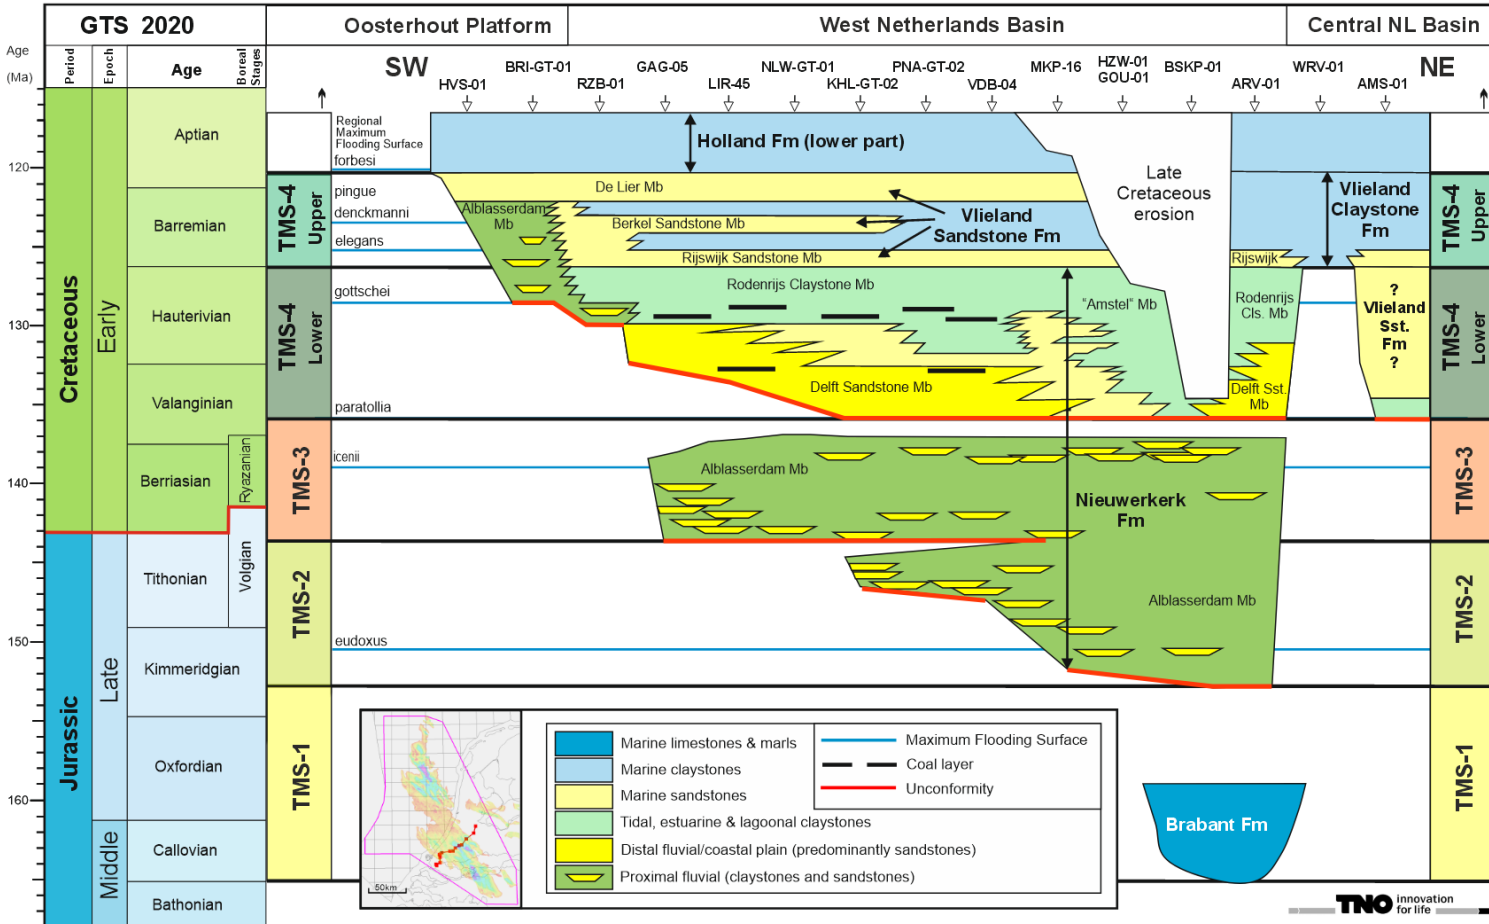 GTS 2020
Oosterhout Platform
West Netherlands Basin
Central NL Basin
Age
(Ma)
Period
Epoch
Age
Boreal
Stages
SW
NE
HVS-01
BRI-GT-01
RZB-01
GAG-05
LIR-45
NLW-GT-01
KHL-GT-02
PNA-GT-02
VDB-04
MKP-16
HZW-01
GOU-01
BSKP-01
ARV-01
WRV-01
AMS-01
120
130
140
150
160
Cretaceous
Jurassic
Early
Late
Middle
Aptian
Barremian
Hauterivian
Valanginian
Berriasian
Tithonian
Kimmeridgian
Oxfordian
Callovian
Bathonian
Ryazanian
Volgian
TMS-4
Upper
TMS-4
Lower
TMS-3
TMS-2
TMS-1
Regional
Maximum
Flooding Surface
forbesi
pingue
denckmanni
elegans
gottschei
paratollia
icenii
eudoxus
Holland Fm (lower part)
De Lier Mb
Alblasserdam
Mb
Berkel Sandstone Mb
Vlieland
Sandstone Fm
Rijswijk Sandstone Mb
Rodenrijs Claystone Mb
"Amstel" Mb
Delft Sandstone Mb
Late
Cretaceous
erosion
Vlieland
Claystone
Fm
Rijswijk
Rodenrijs
Cls. Mb
Delft Sst.
Mb
?
Vlieland
Sst.
Fm
?
Alblasserdam Mb
Nieuwerkerk
Fm
Alblasserdam Mb
Brabant Fm
TMS-4
Upper
TMS-4
Lower
TMS-3
TMS-2
TMS-1
50km
Marine limestones & marls
Marine claystones
Marine sandstones
Tidal, estuarine & lagoonal claystones
Distal fluvial/coastal plain (predominantly sandstones)
Proximal fluvial (claystones and sandstones)
Maximum Flooding Surface
Coal layer
Unconformity
TNO innovation
for life